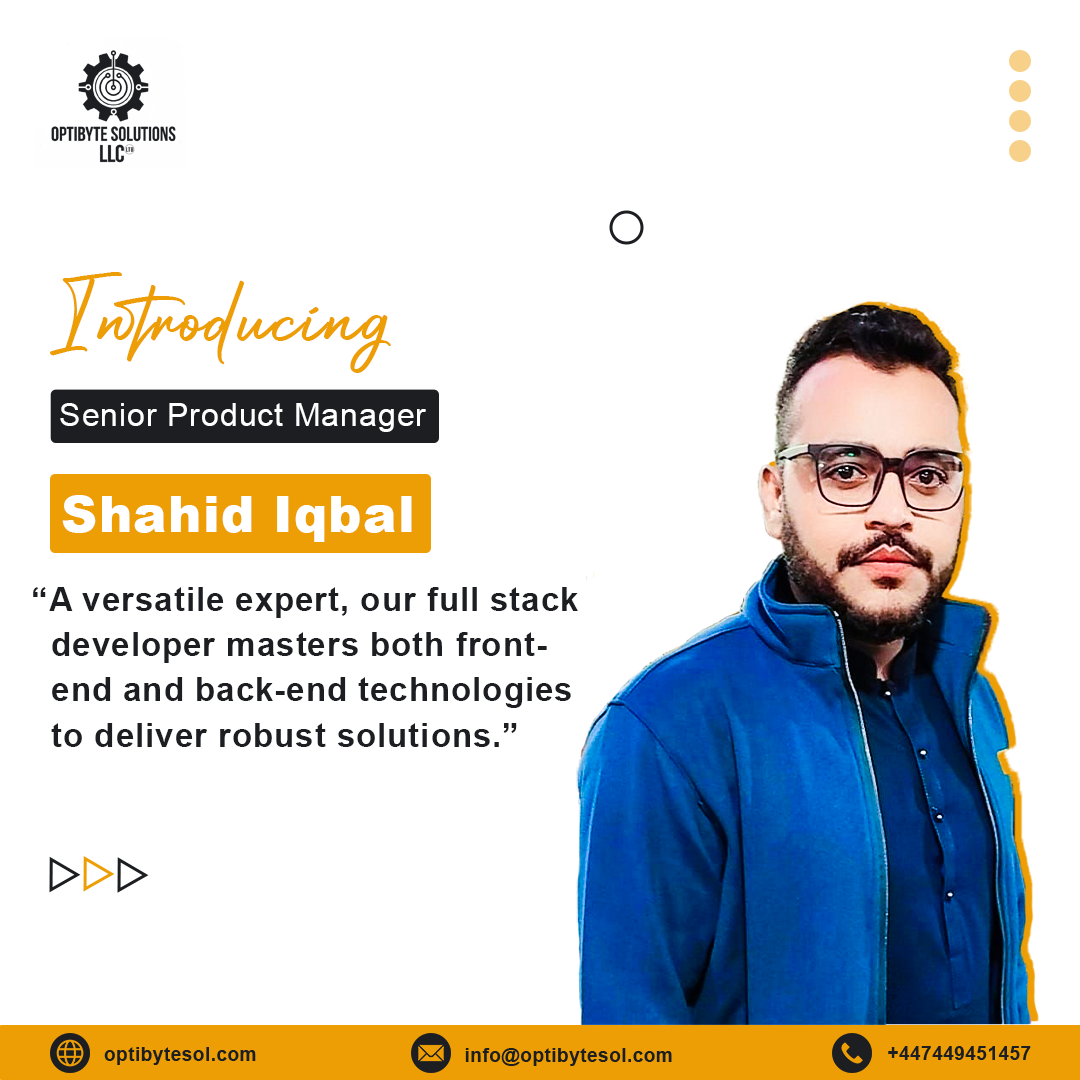 OPTIBYTE SOLUTIONS
LLC LTD
Introducing
Senior Product Manager
Shahid Iqbal
“A versatile expert, our full stack
developer masters both front-
end and back-end technologies
to deliver robust solutions.”
optibytesol.com
info@optibytesol.com
+447449451457